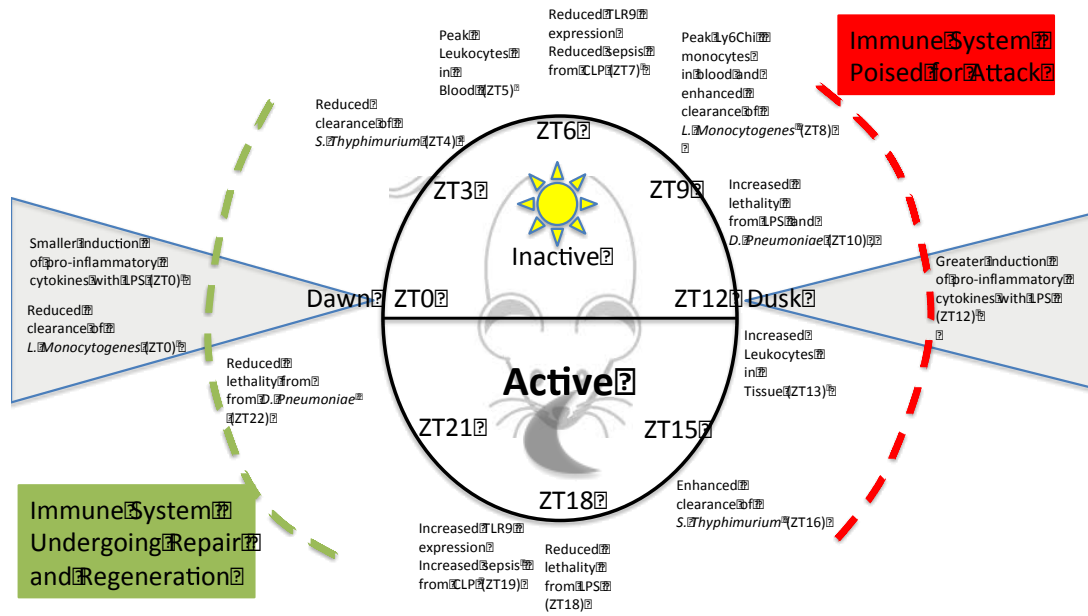 Peak
Leukocytes
in
Blood (ZT5)
Reduced TLR9
expression
Reduced sepsis
from CLP (ZT7)
Peak Ly6Chi
monocytes
in blood and
enhanced
clearance of
L. Monocytogenes (ZT8)
Immune System
Poised for Attack
Reduced
clearance of
S. Thyphimurium (ZT4)
ZT6
ZT3
ZT9
Inactive
Increased
lethality
from LPS and
D. Pneumoniae (ZT10) ,
Smaller induction
of pro-inflammatory
cytokines with LPS (ZT0)
Reduced
clearance of
L. Monocytogenes (ZT0)
Dawn
ZT0
ZT12
Dusk
Greater induction
of pro-inflammatory
cytokines with LPS
(ZT12)
Reduced
lethality from
from D. Pneumoniae
(ZT22)
Active
Increased
Leukocytes
in
Tissue (ZT13)
ZT21
ZT15
ZT18
Enhanced
clearance of
S. Thyphimurium (ZT16)
Immune System
Undergoing Repair
and Regeneration
Increased TLR9
expression
Increased sepsis
from CLP (ZT19)
Reduced
lethality
from LPS
(ZT18)